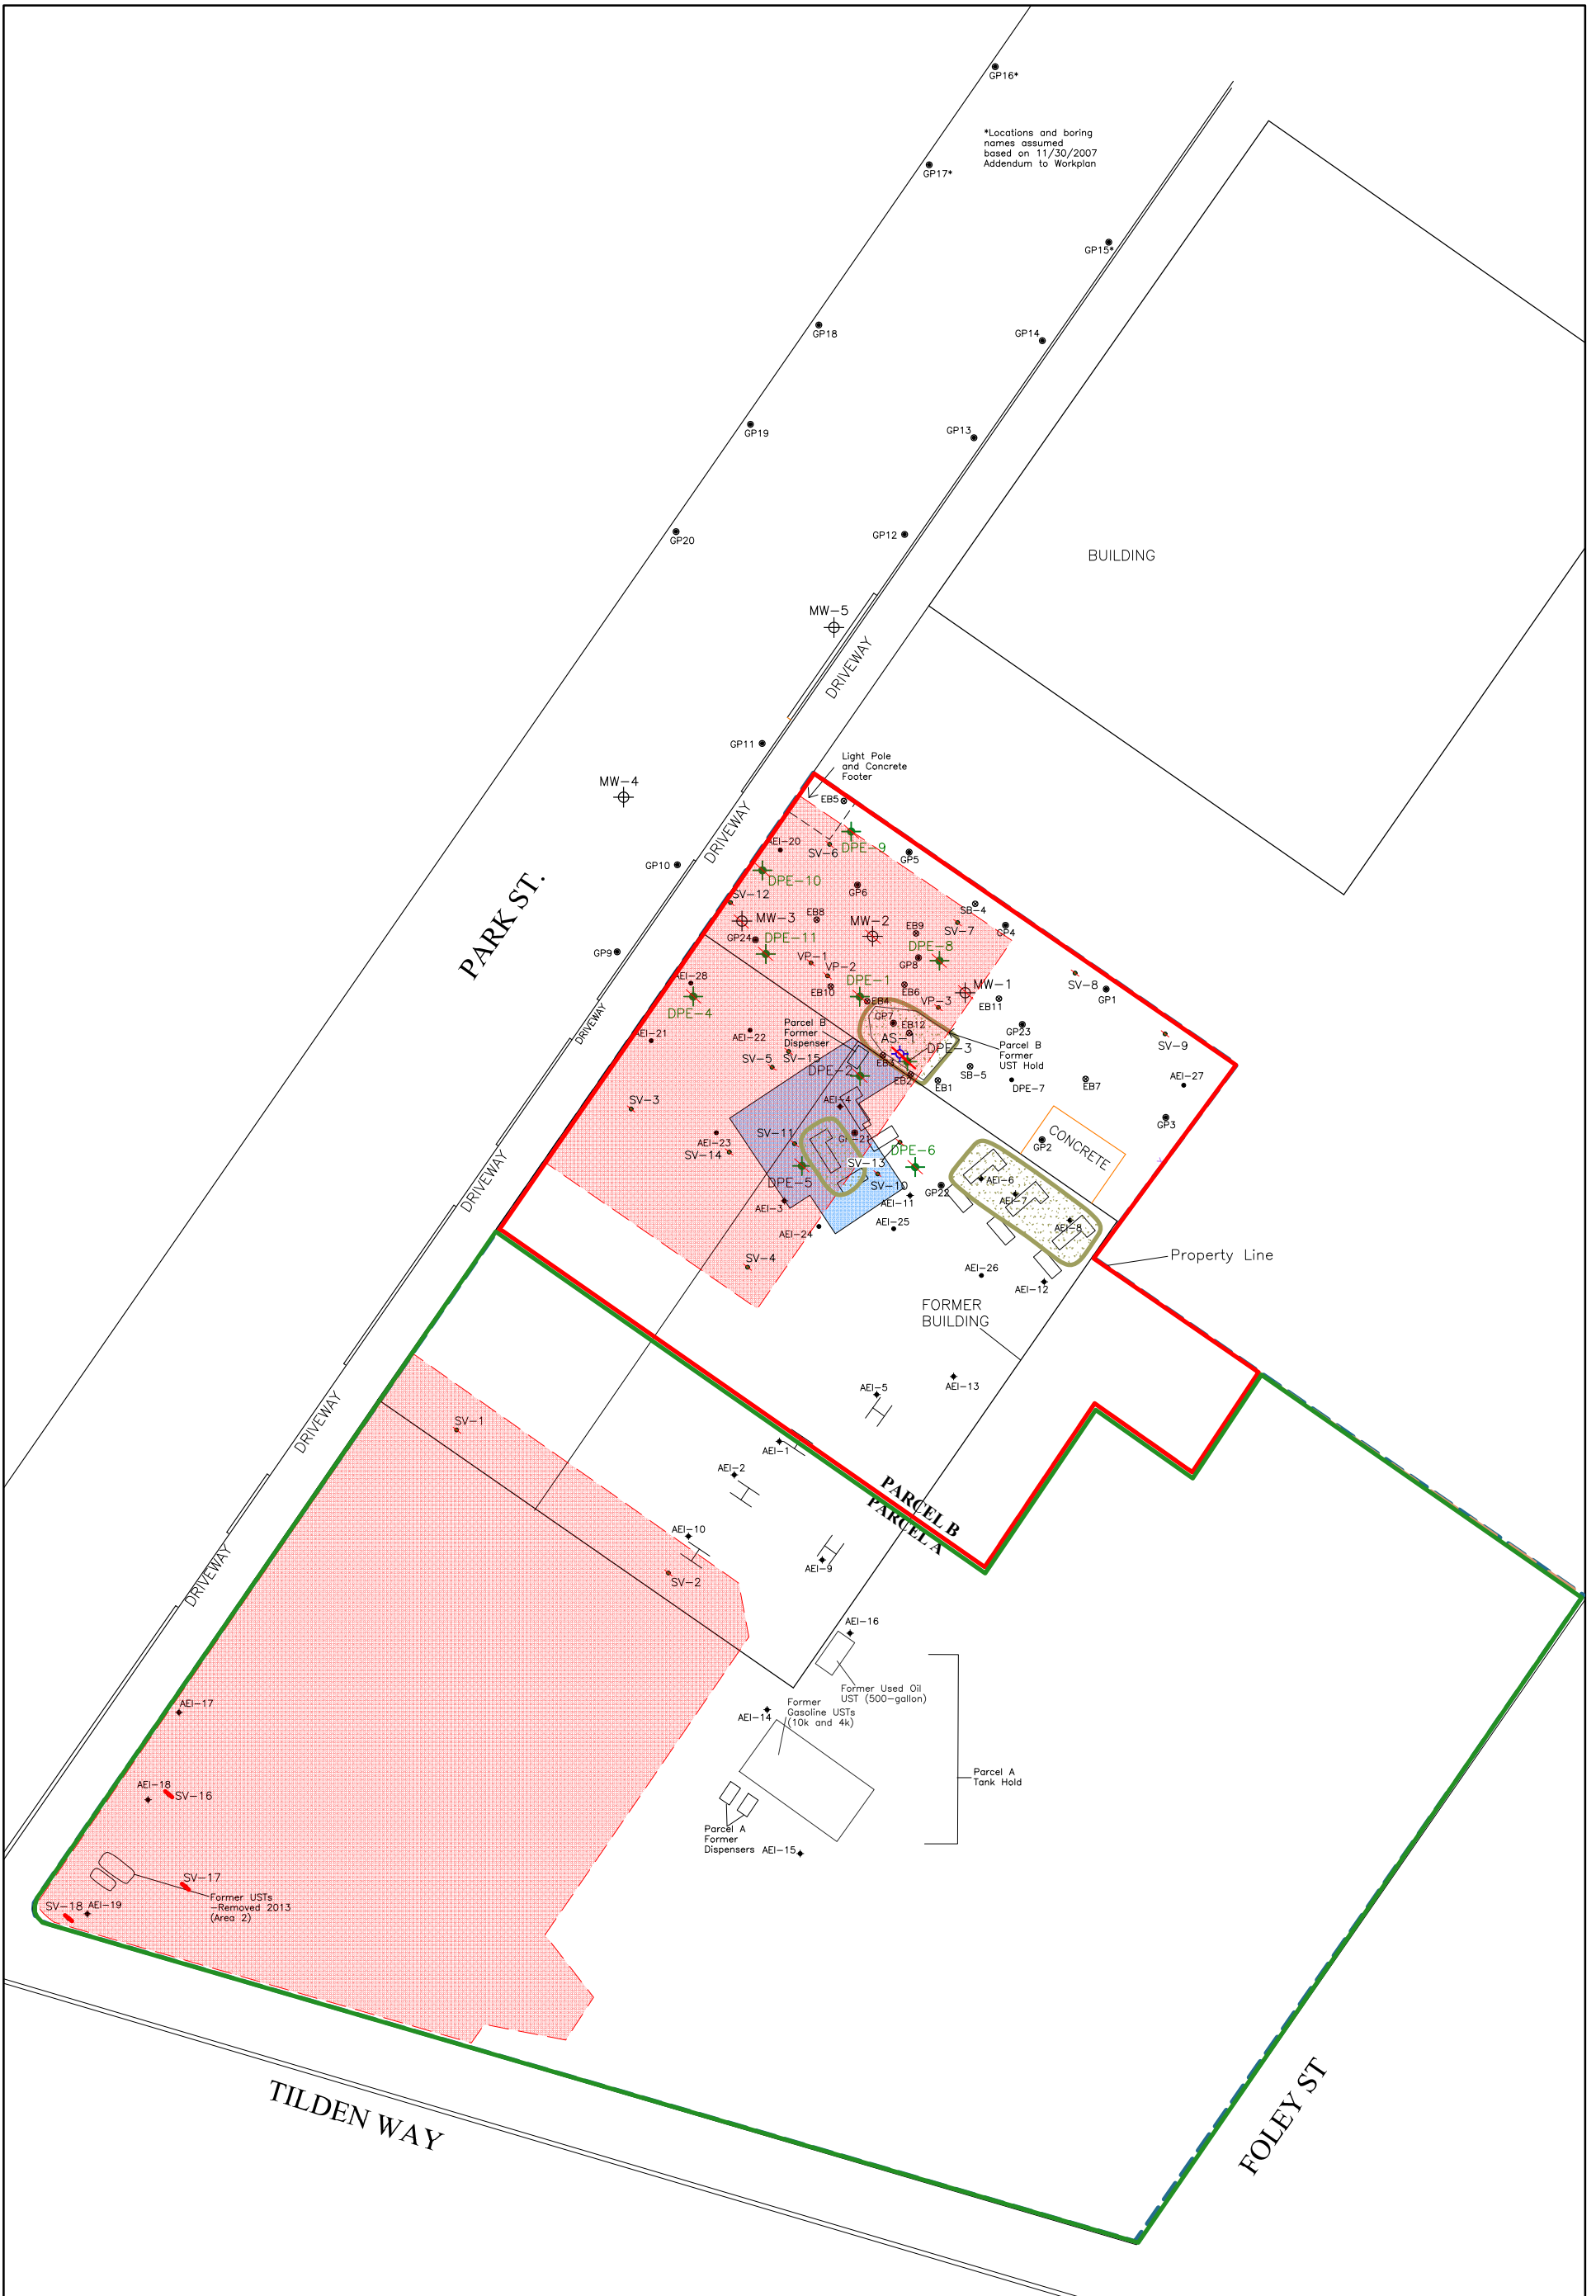 GP16*
*Locations and boring
names assumed
based on 11/30/2007
Addendum to Workplan
GP17*
GP15*
GP18
GP14
GP19
GP13
GP20
GP12
BUILDING
MW-5
DRIVEWAY
GP11
Light Pole
and Concrete
Footer
MW-4
EB5
DRIVEWAY
AEI-20
SV-6
DPE-9
GP5
GP10
DPE-10
GP6
PARK ST.
SV-12
SB-4
MW-3
EB8
MW-2
EB9
SV-7
GP4
GP24
DPE-11
DPE-8
GP9
VP-1
GP8
VP-2
AEI-28
SV-8
GP1
DPE-4
EB10
DPE-1
EB6
MW-1
EB4
VP-3
EB11
DRIVEWAY
GP7
AEI-21
AEI-22
Parcel B
Former
Dispenser
EB12
GP23
AS-1
Parcel B
Former
UST Hold
SV-9
DPE-3
SV-5
SV-15
EB3
DPE-2
EB2
EB1
SB-5
DPE-7
EB7
AEI-27
SV-3
AEI-4
GP3
AEI-23
SV-11
GP21
GP2
CONCRETE
SV-14
DPE-6
SV-13
DRIVEWAY
DPE-5
SV-10
AEI-6
AEI-3
AEI-11
GP22
AEI-7
AEI-24
AEI-25
AEI-8
SV-4
Property Line
AEI-26
AEI-12
FORMER
BUILDING
AEI-13
AEI-5
DRIVEWAY
SV-1
AEI-1
AEI-2
PARCEL B
PARCEL A
AEI-10
AEI-9
DRIVEWAY
SV-2
AEI-16
Former Used Oil
UST (500-gallon)
AEI-17
AEI-14
Former
Gasoline USTs
(10k and 4k)
Parcel A
Tank Hold
AEI-18
SV-16
Parcel A
Former
Dispensers
AEI-15
SV-17
Former USTs
-Removed 2013
(Area 2)
SV-18
AEI-19
TILDEN WAY
FOLEY ST